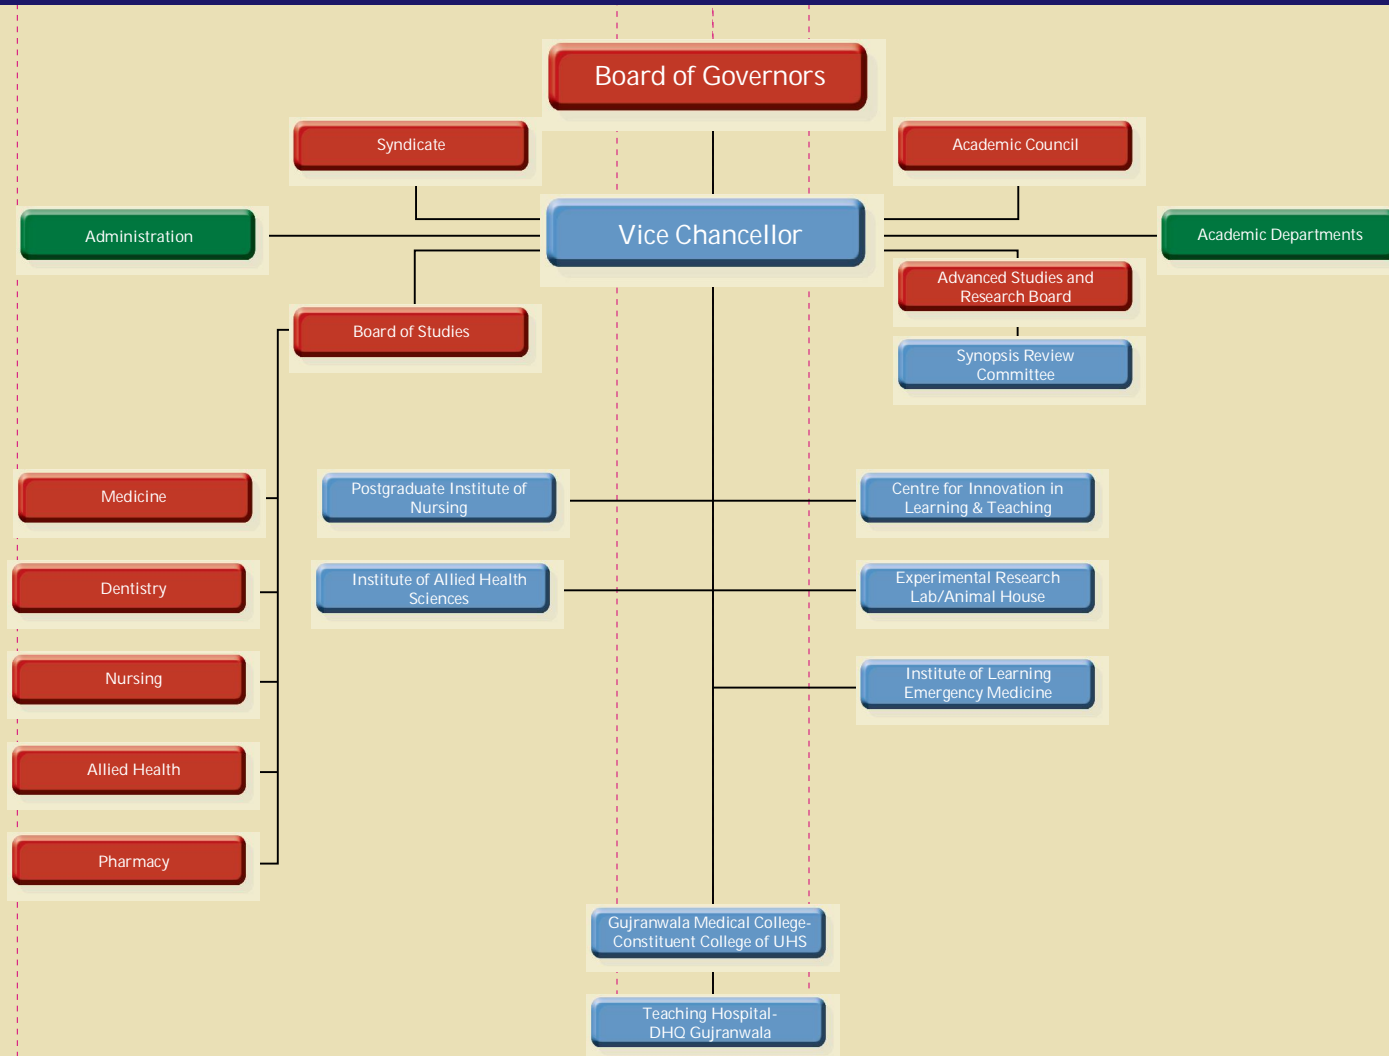 Board of Governors
Syndicate
Academic Council
Administration
Vice Chancellor
Academic Departments
Advanced Studies and
Research Board
Board of Studies
Synopsis Review
Committee
Medicine
Postgraduate Institute of
Nursing
Centre for Innovation in
Learning & Teaching
Dentistry
Institute of Allied Health
Sciences
Experimental Research
Lab/Animal House
Nursing
Institute of Learning
Emergency Medicine
Allied Health
Pharmacy
Gujranwala Medical College-
Constituent College of UHS
Teaching Hospital-
DHQ Gujranwala